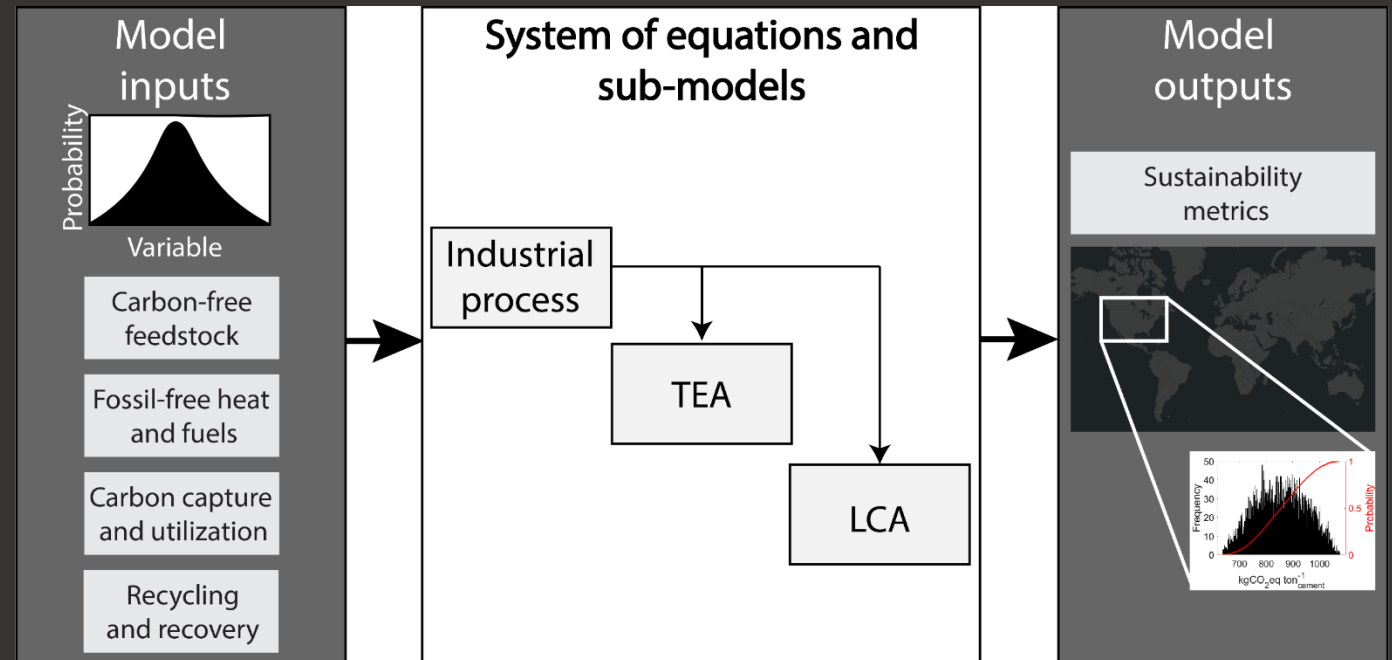 Model
inputs
Probability
Variable
Carbon-free
feedstock
Fossil-free heat
and fuels
Carbon capture
and utilization
Recycling
and recovery
System of equations and
sub-models
Industrial
process
TEA
LCA
Model
outputs
Sustainability
metrics
Frequency
50
40
30
20
10
0
700 800 900 1000
kgCO₂eq ton⁻¹cement
1
0.5
0
Probability